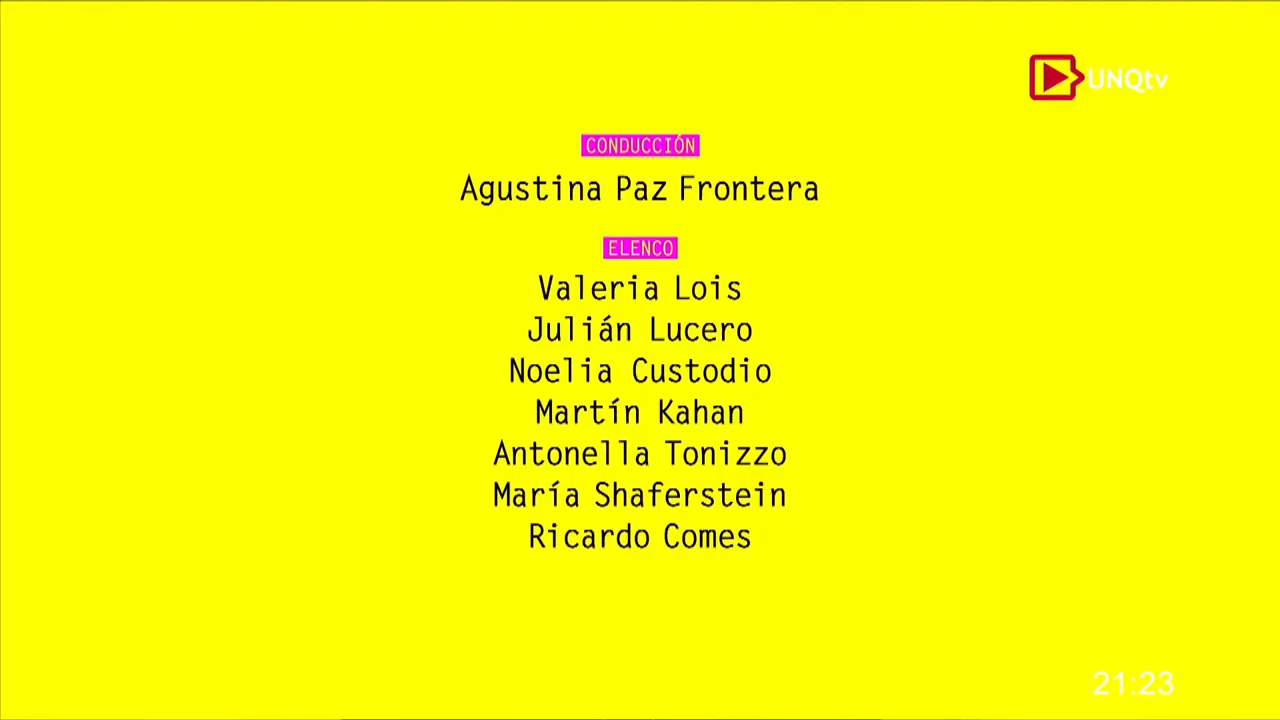 UNQtv
CONDUCCIÓN
Agustina Paz Frontera
ELENCO
Valeria Lois
Julián Lucero
Noelia Custodio
Martín Kahan
Antonella Tonizzo
María Shaferstein
Ricardo Comes
21:23